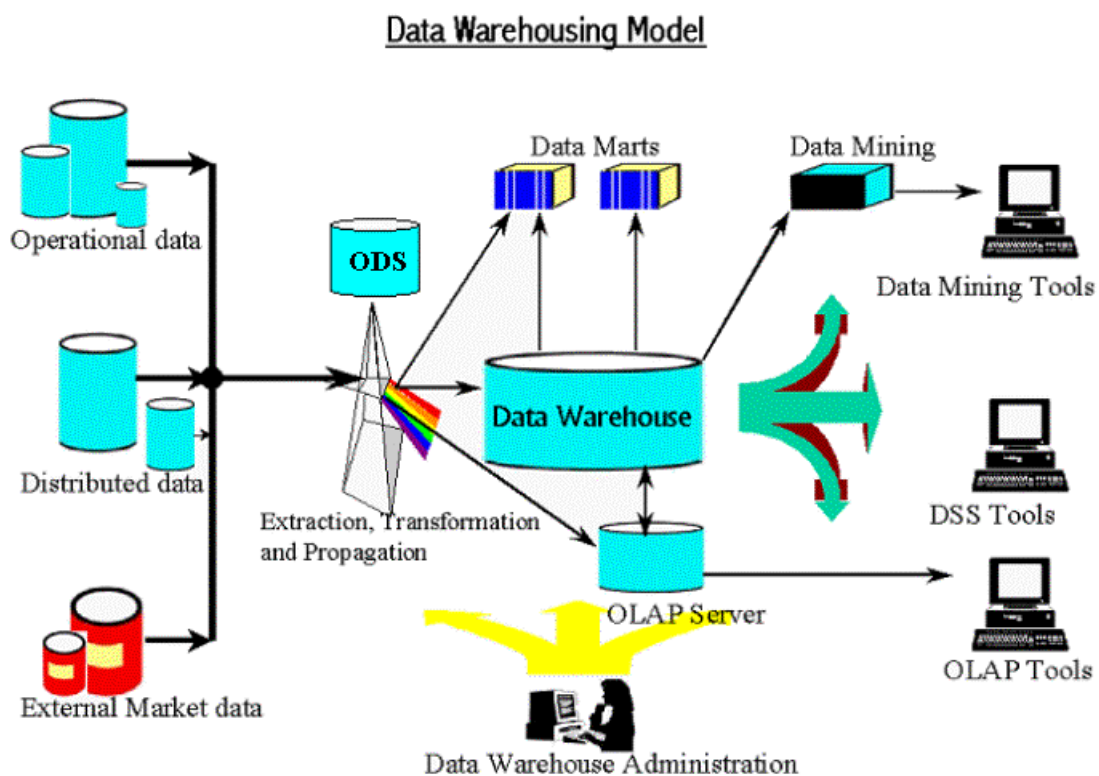 Data Warehousing Model
Data Marts
Data Mining
Operational data
ODS
Data Mining Tools
Data Warehouse
Distributed data
Extraction, Transformation
and Propagation
DSS Tools
OLAP Server
OLAP Tools
External Market data
Data Warehouse Administration